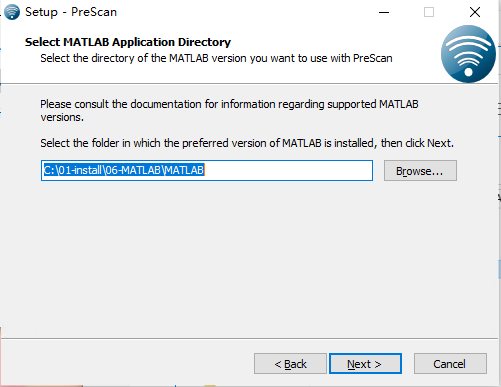 Setup - PreScan
Select MATLAB Application Directory
Select the directory of the MATLAB version you want to use with PreScan
Please consult the documentation for information regarding supported MATLAB
versions.
Select the folder in which the preferred version of MATLAB is installed, then click Next.
C:\01-install\06-MATLAB\MATLAB
Browse...
< Back
Next >
Cancel